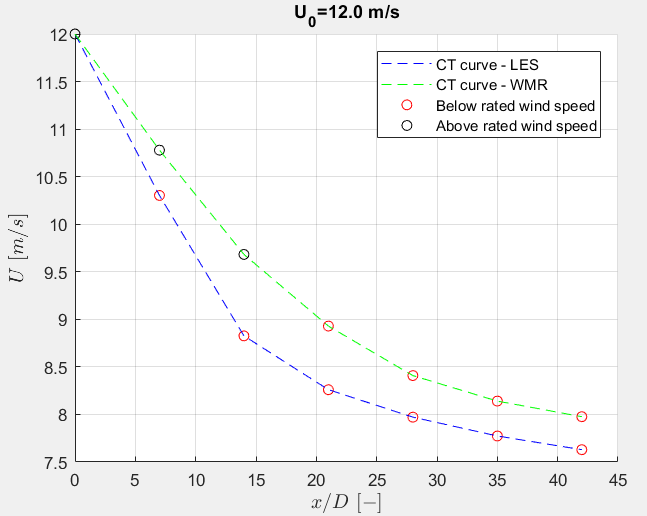 U0=12.0 m/s
CT curve - LES
CT curve - WMR
Below rated wind speed
Above rated wind speed
12
11.5
11
10.5
10
9.5
9
8.5
8
7.5
U [m/s]
0 5 10 15 20 25 30 35 40 45
x/D [−]